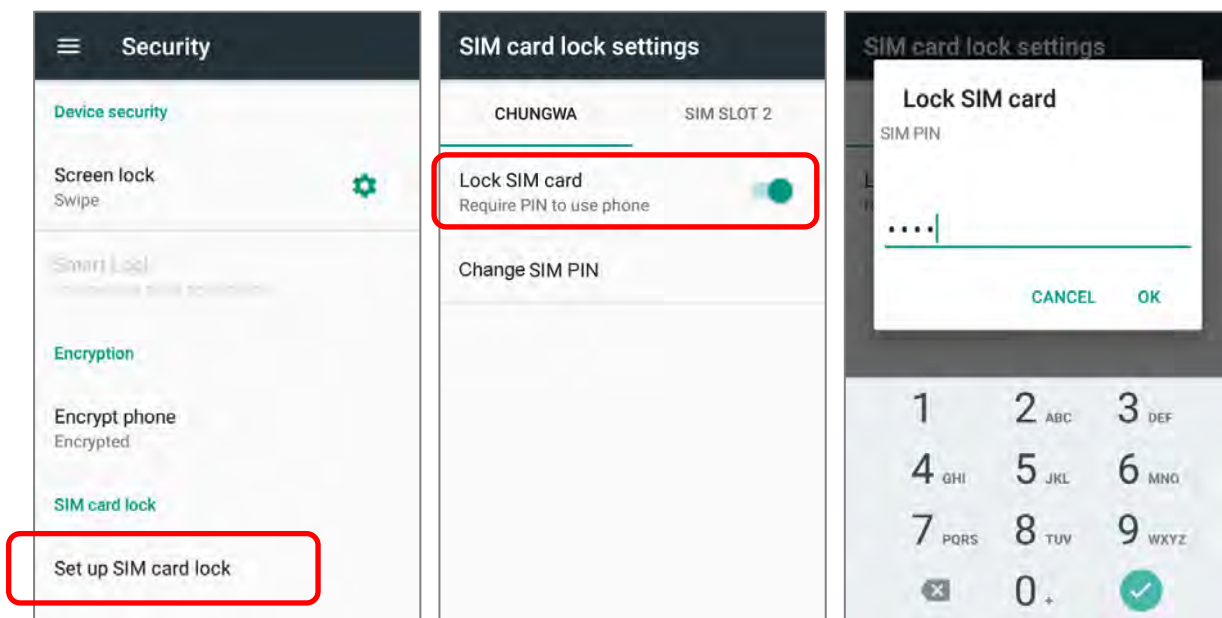 Security
Device security
Screen lock
Swipe
Smart Lock
Encryption
Encrypt phone
Encrypted
SIM card lock
Set up SIM card lock
SIM card lock settings
CHUNGWA SIM SLOT 2
Lock SIM card
Require PIN to use phone
Change SIM PIN
SIM card lock settings
Lock SIM card
SIM PIN
CANCEL OK
1 2 ABC 3 DEF
4 GHI 5 JKL 6 MNO
7 PQRS 8 TUV 9 WXYZ
0 +